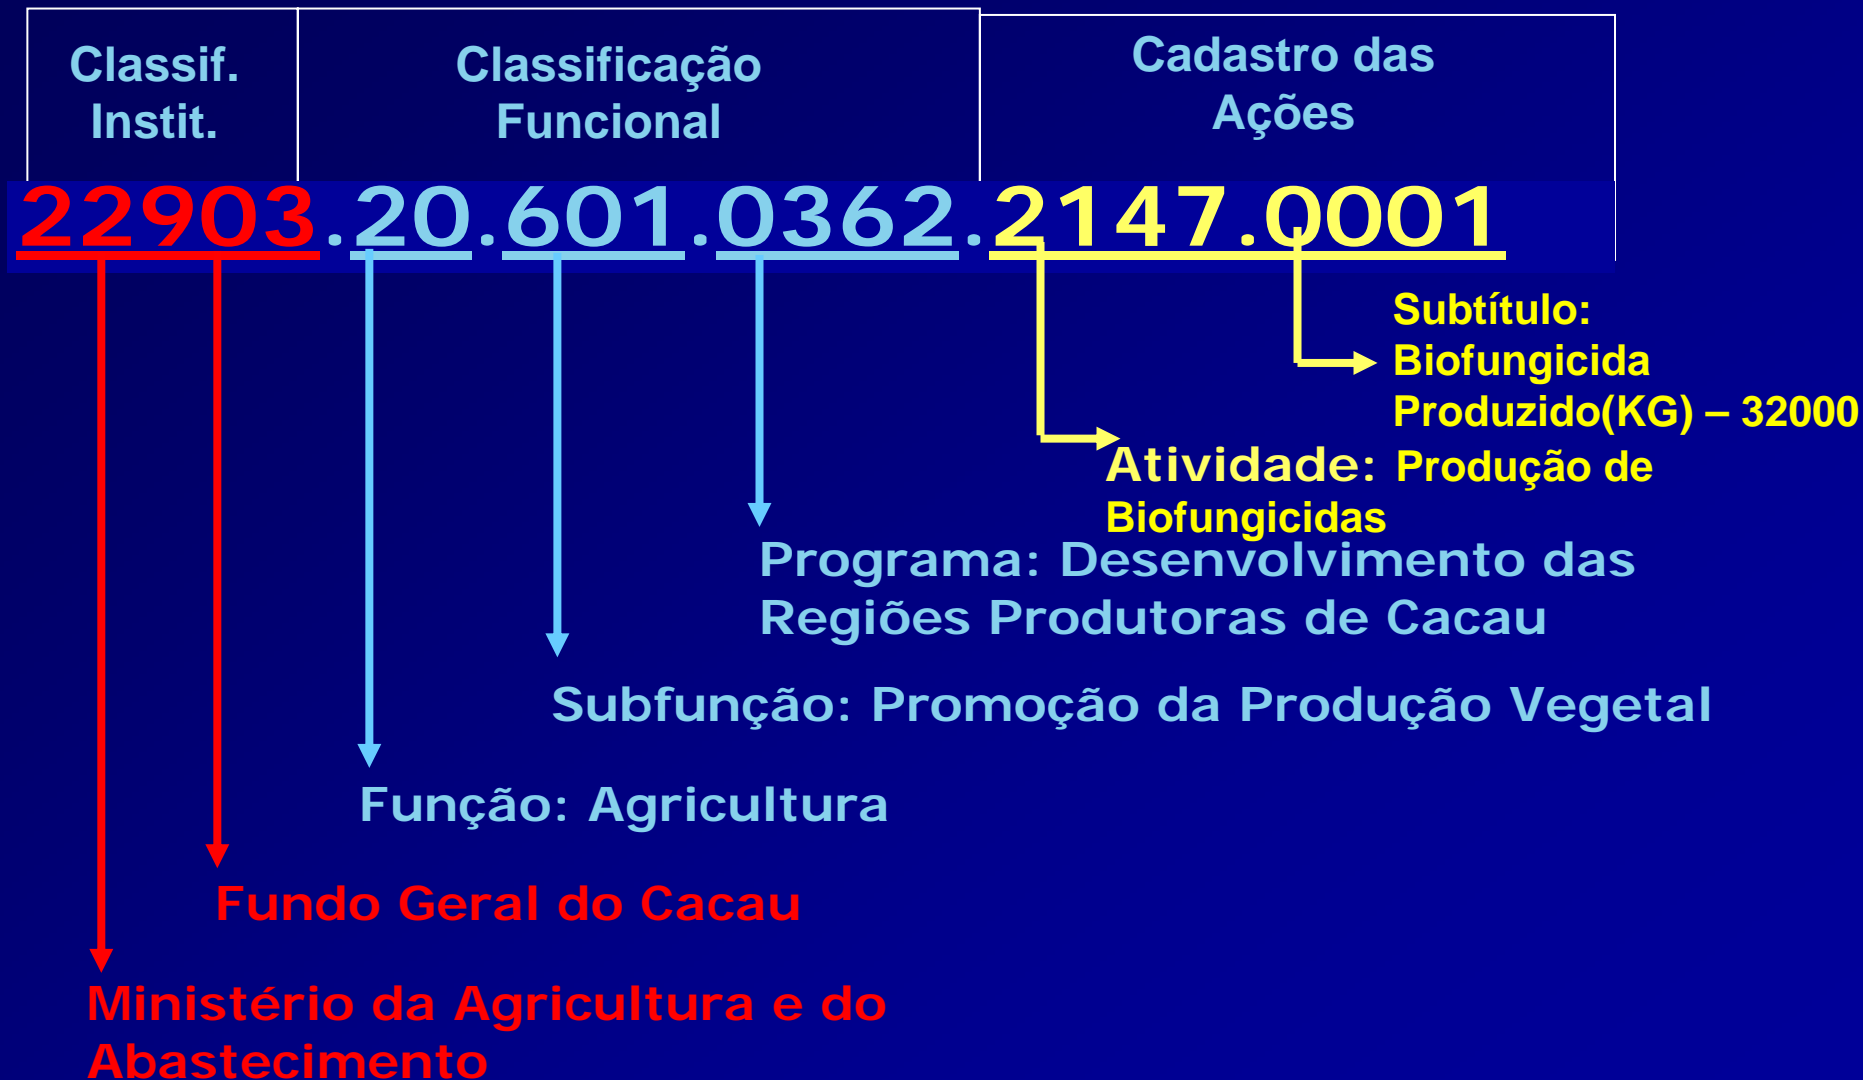 Classif.
Instit.
Classificação
Funcional
Cadastro das
Ações
22903.20.601.0362.2147.0001
Subtítulo:
Biofungicida
Produzido(KG) – 32000
Atividade: Produção de
Biofungicidas
Programa: Desenvolvimento das
Regiões Produtoras de Cacau
Subfunção: Promoção da Produção Vegetal
Função: Agricultura
Fundo Geral do Cacau
Ministério da Agricultura e do
Abastecimento